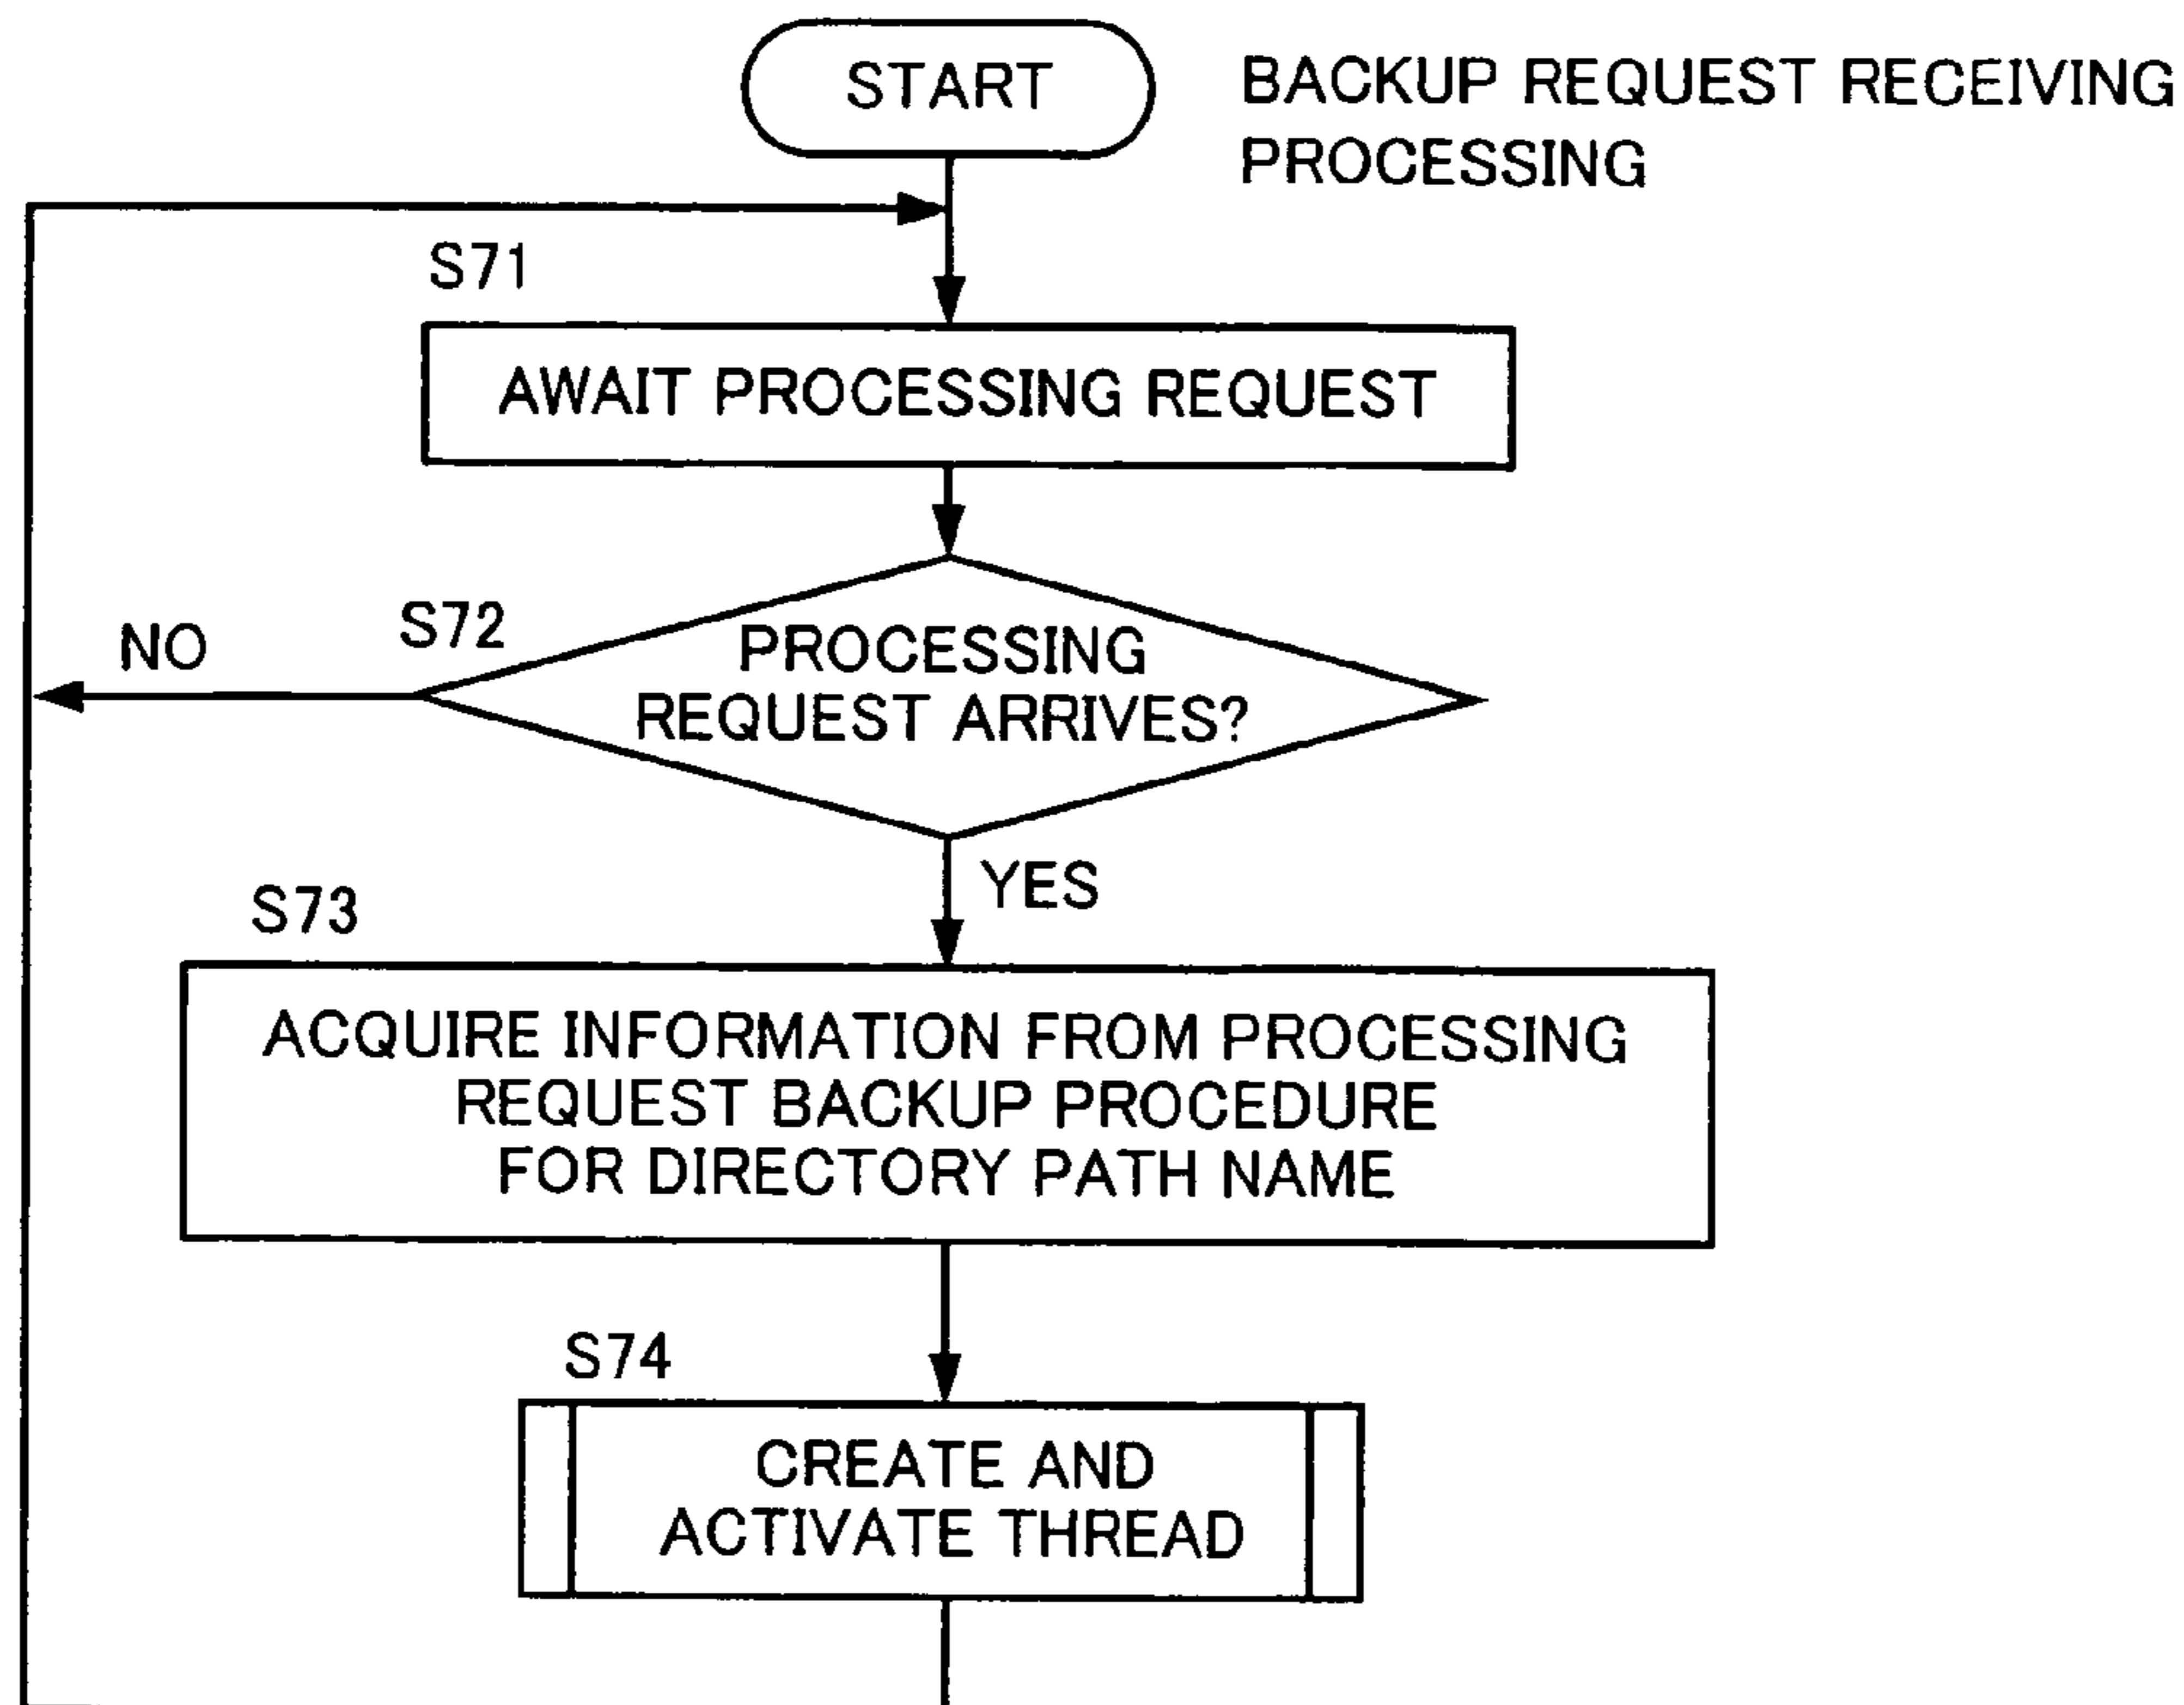 START
BACKUP REQUEST RECEIVING
PROCESSING
S71
AWAIT PROCESSING REQUEST
S72
NO
PROCESSING
REQUEST ARRIVES?
YES
S73
ACQUIRE INFORMATION FROM PROCESSING
REQUEST BACKUP PROCEDURE
FOR DIRECTORY PATH NAME
S74
CREATE AND
ACTIVATE THREAD